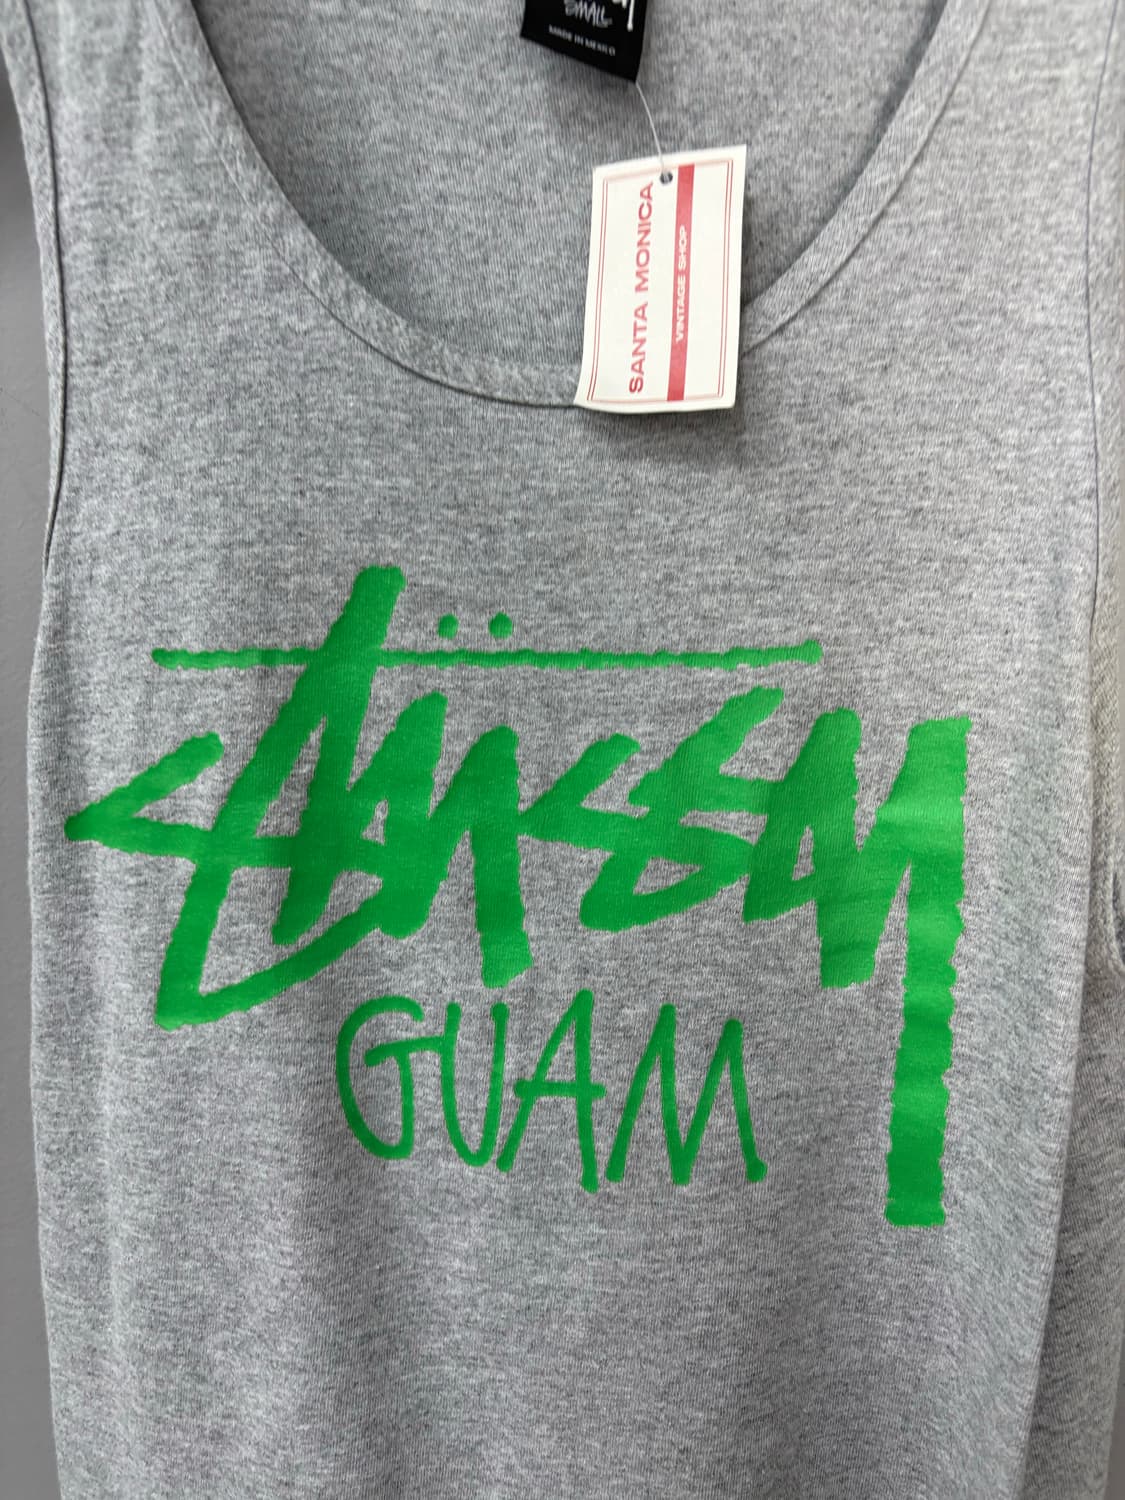 SMALL
MADE IN MEXICO
SANTA MONICA
VINTAGE SHOP
Stüssy
GUAM